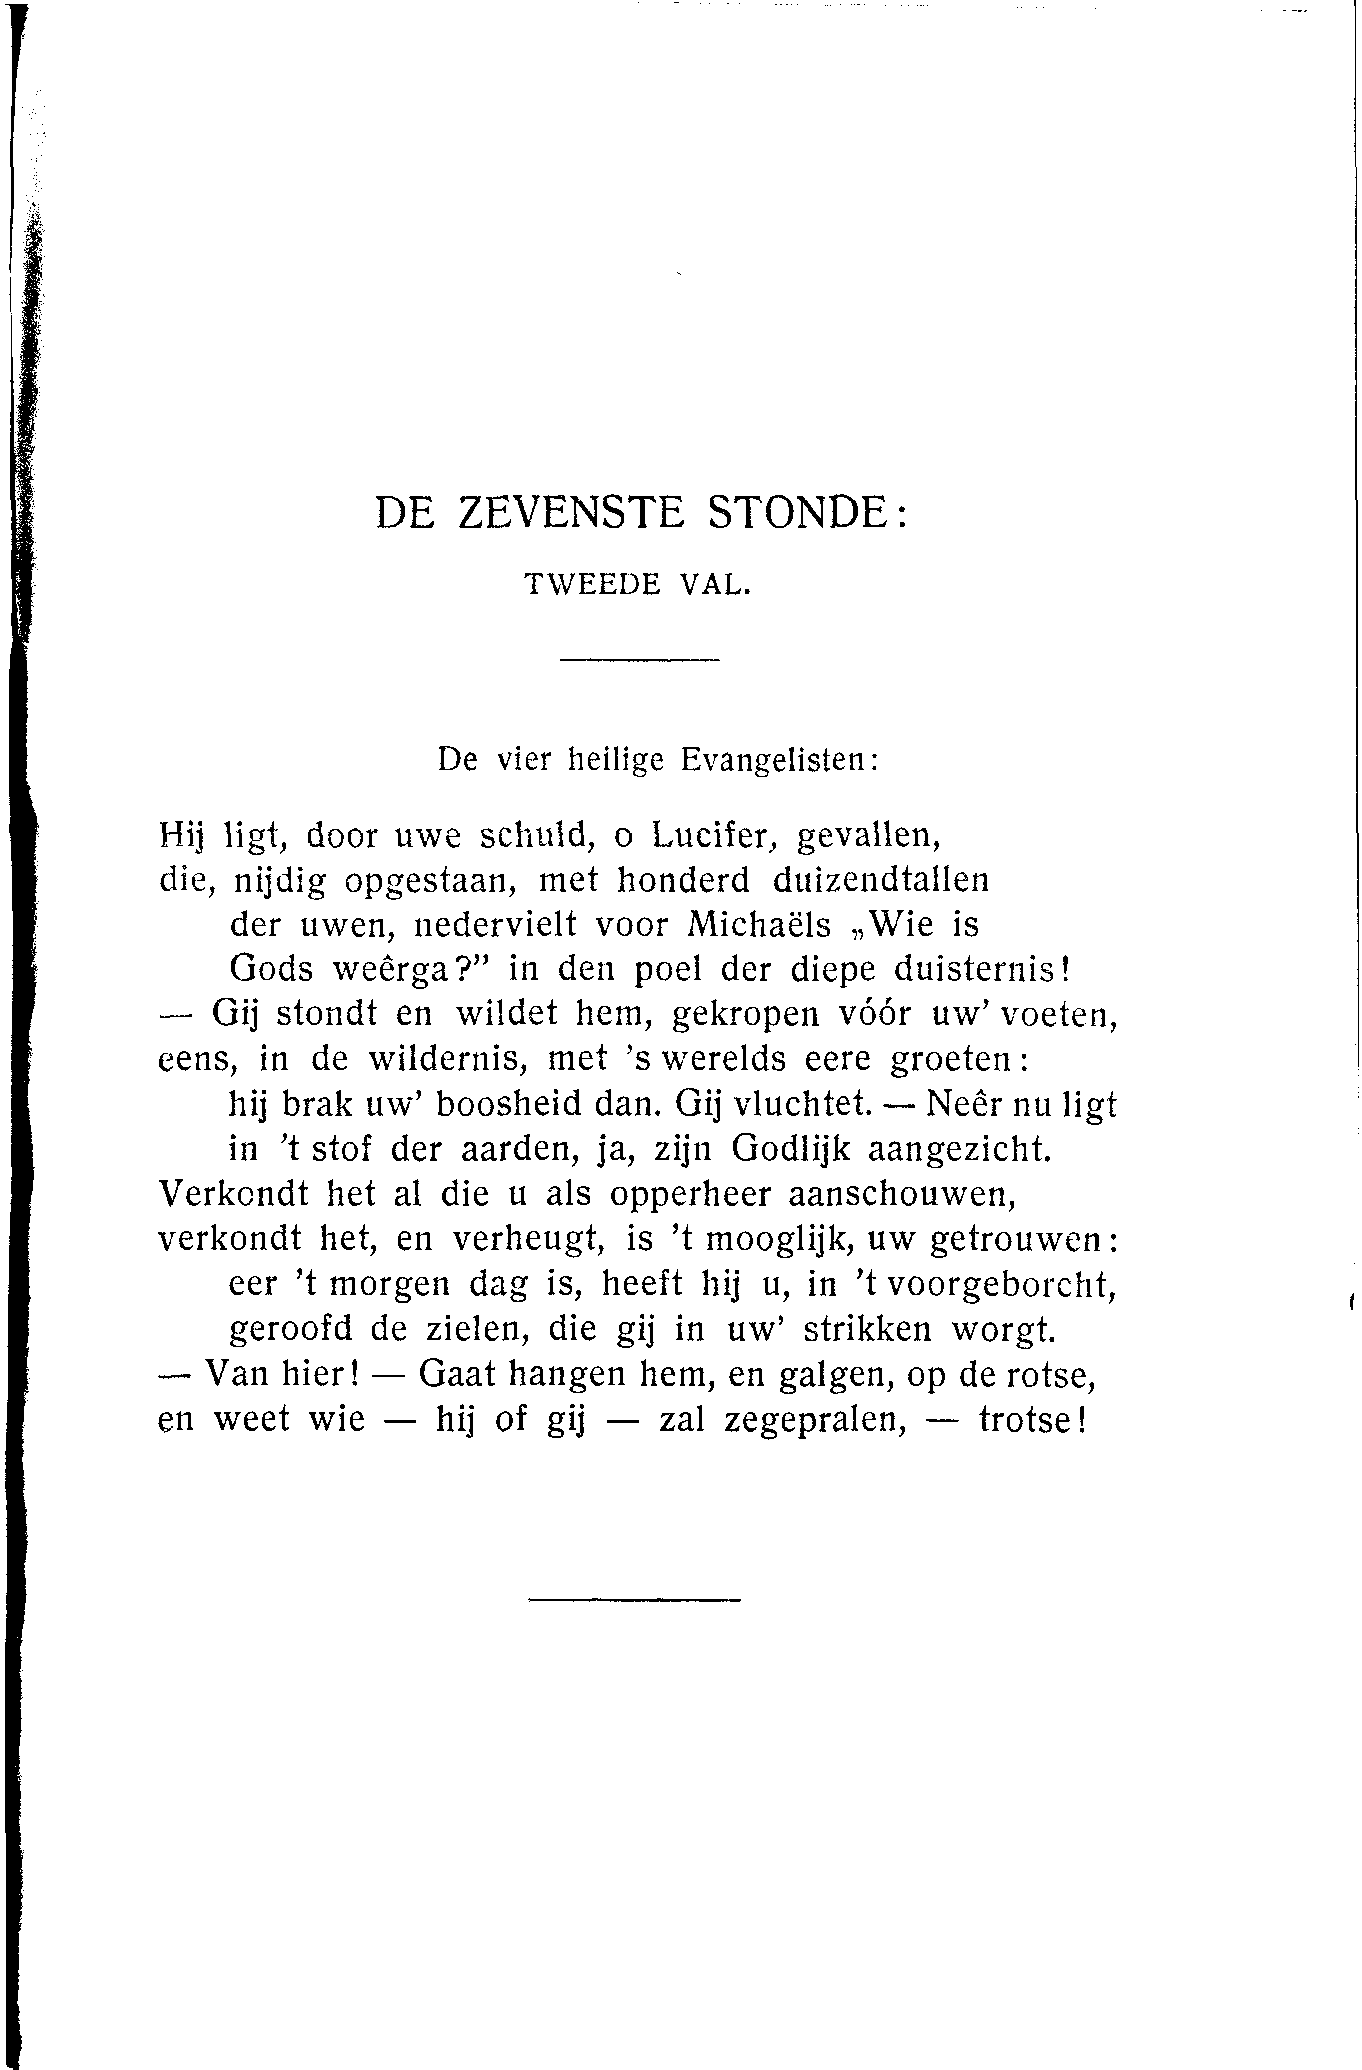 DE ZEVENSTE STONDE:
TWEEDE VAL.
De vier heilige Evangelisten:
Hij ligt, door uwe schuld, o Lucifer, gevallen,
die, nijdig opgestaan, met honderd duizendtallen
der uwen, nedervielt voor Michaëls „Wie is
Gods weêrga?” in den poel der diepe duisternis!
— Gij stondt en wildet hem, gekropen vóór uw’ voeten,
eens, in de wildernis, met ’s werelds eere groeten:
hij brak uw’ boosheid dan. Gij vluchtet. — Neêr nu ligt
in ’t stof der aarden, ja, zijn Godlijk aangezicht.
Verkondt het al die u als opperheer aanschouwen,
verkondt het, en verheugt, is ’t mooglijk, uw getrouwen:
eer ’t morgen dag is, heeft hij u, in ’t voorgeborcht,
geroofd de zielen, die gij in uw’ strikken worgt.
— Van hier! — Gaat hangen hem, en galgen, op de rotse,
en weet wie — hij of gij — zal zegepralen, — trotse!